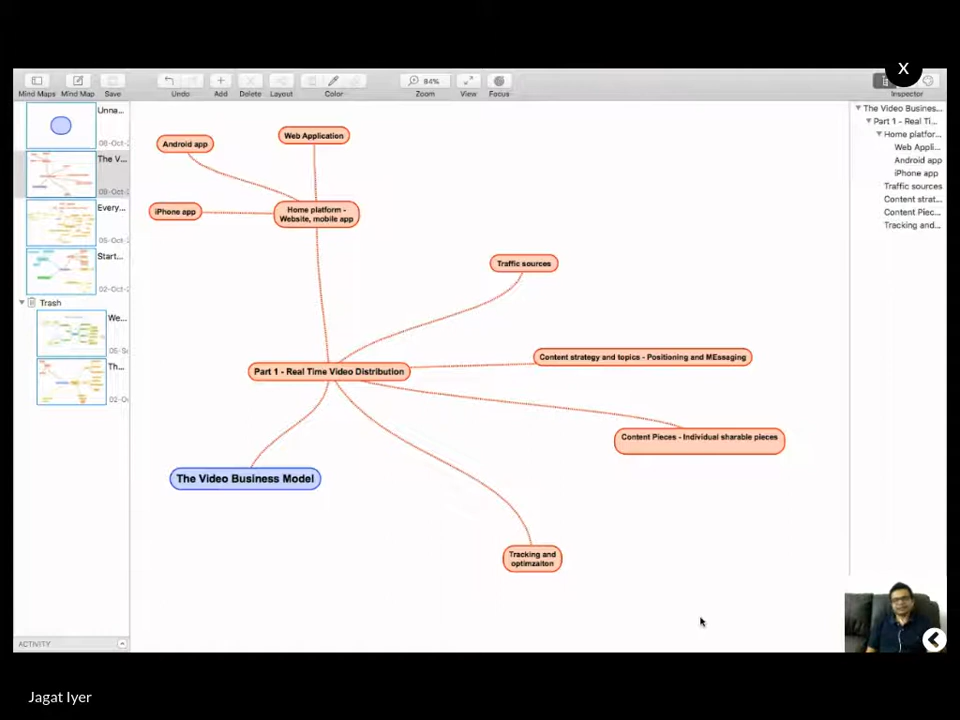 X
84%
Mind Maps Mind Map Save Undo Add Delete Layout Color Zoom View Focus Inspector
Unna...
08-Oct-2
The V...
09-Oct-2
Every...
05-Oct-2
Start...
02-Oct-2
Trash
We...
05-S
Th...
02-O
ACTIVITY
Android app
Web Application
iPhone app
Home platform -
Website, mobile app
Traffic sources
Part 1 - Real Time Video Distribution
Content strategy and topics - Positioning and MEssaging
Content Pieces - Individual sharable pieces
The Video Business Model
Tracking and
optimzaiton
The Video Busines...
Part 1 - Real Ti...
Home platfor...
Web Appli...
Android app
iPhone app
Traffic sources
Content strat...
Content Piec...
Tracking and...
Jagat Iyer